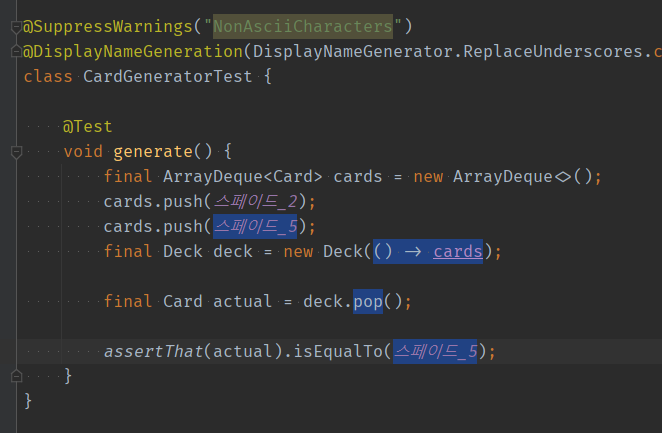 @SuppressWarnings("NonAsciiCharacters")
@DisplayNameGeneration(DisplayNameGenerator.ReplaceUnderscores.c
class CardGeneratorTest {
@Test
void generate() {
final ArrayDeque<Card> cards = new ArrayDeque<>();
cards.push(스페이드_2);
cards.push(스페이드_5);
final Deck deck = new Deck(() -> cards);
final Card actual = deck.pop();
assertThat(actual).isEqualTo(스페이드_5);
}
}